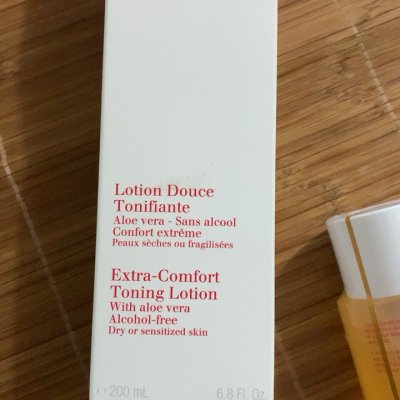 Lotion Douce
Tonifiante
Aloe vera - Sans alcool
Confort extrême
Peaux sèches ou fragilisées
Extra-Comfort
Toning Lotion
With aloe vera
Alcohol-free
Dry or sensitized skin
200 mL 6.8 Fl. Oz.